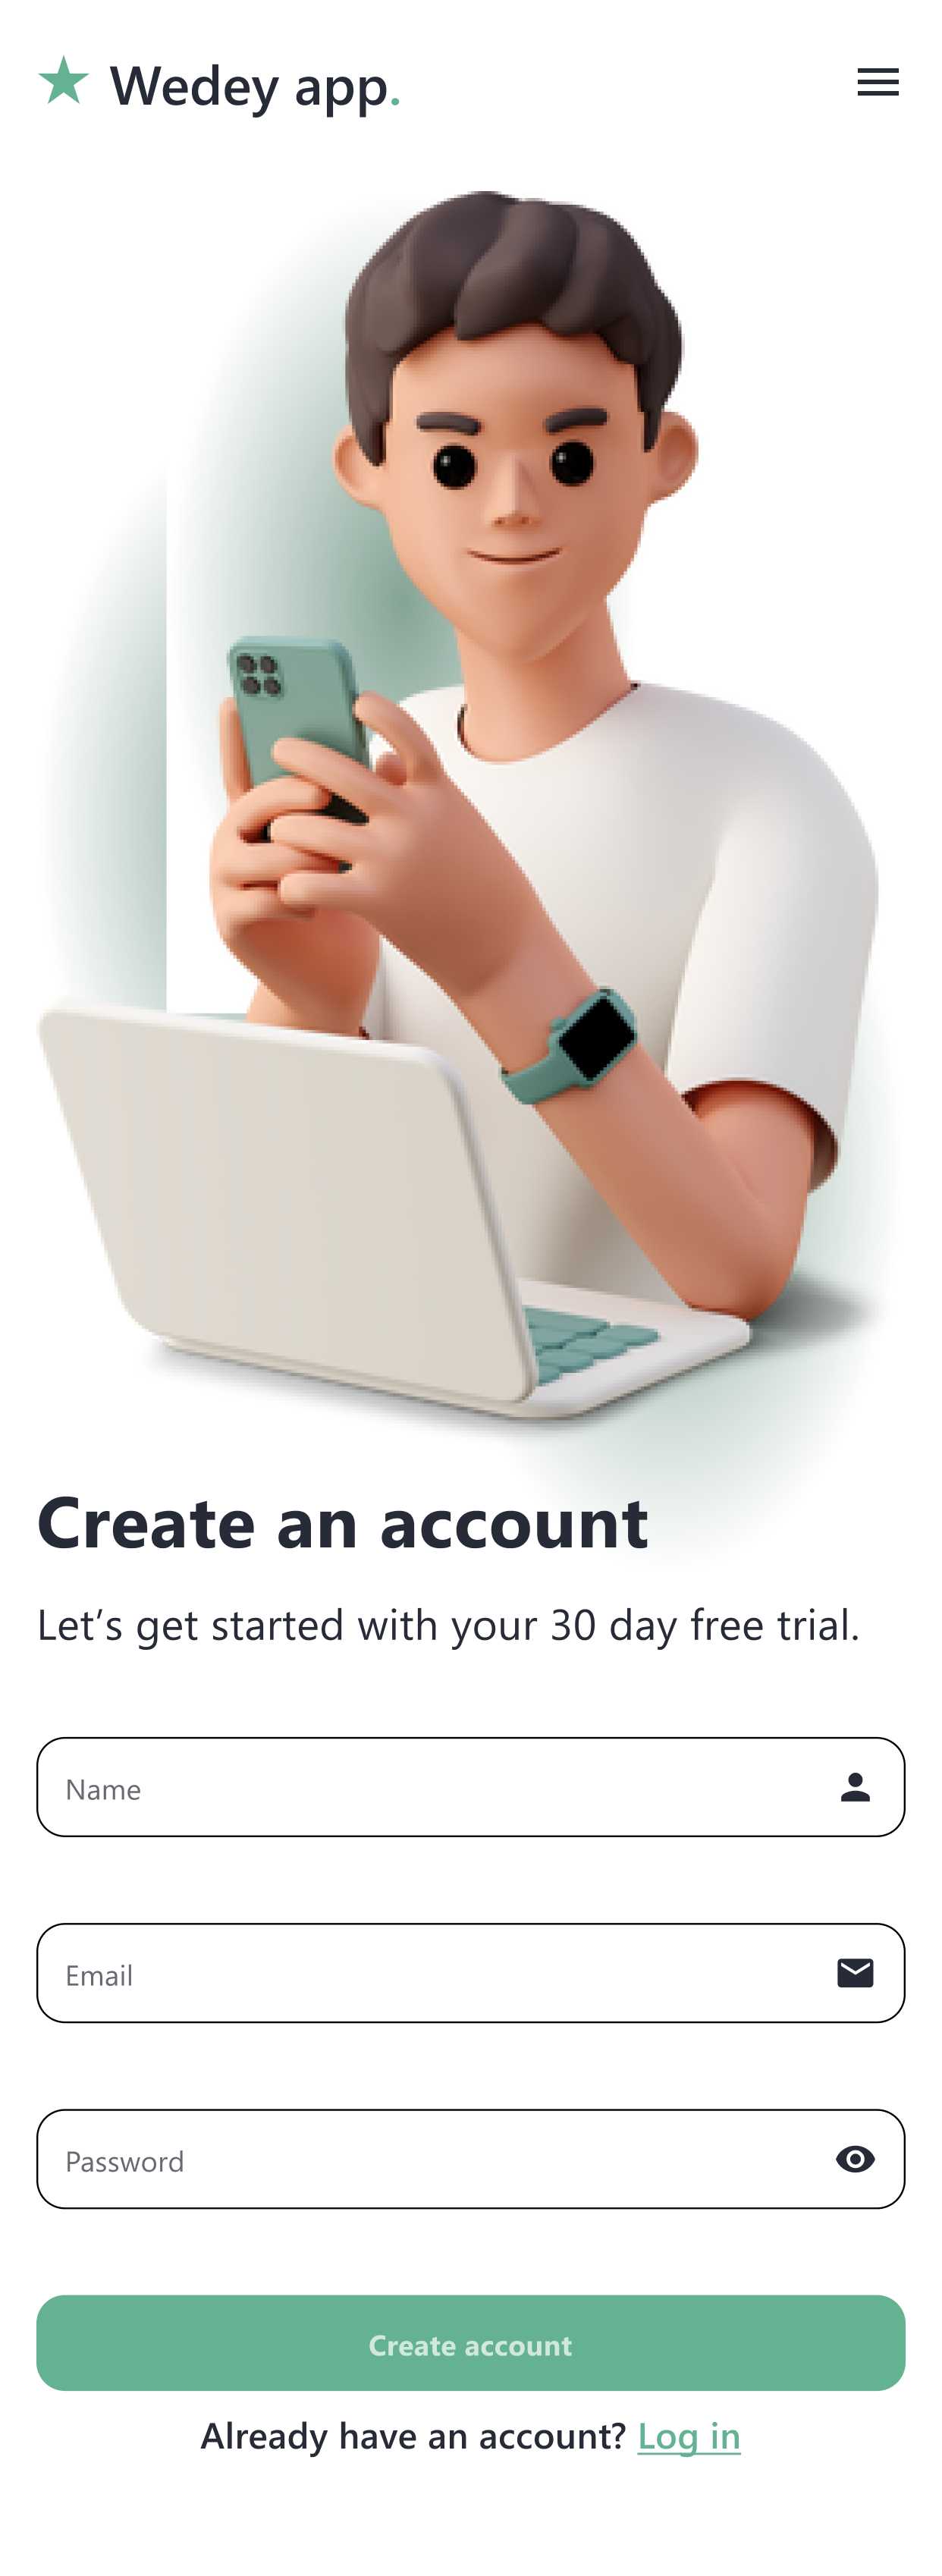 Wedey app.
Create an account
Let’s get started with your 30 day free trial.
Name
Email
Password
Create account
Already have an account? Log in